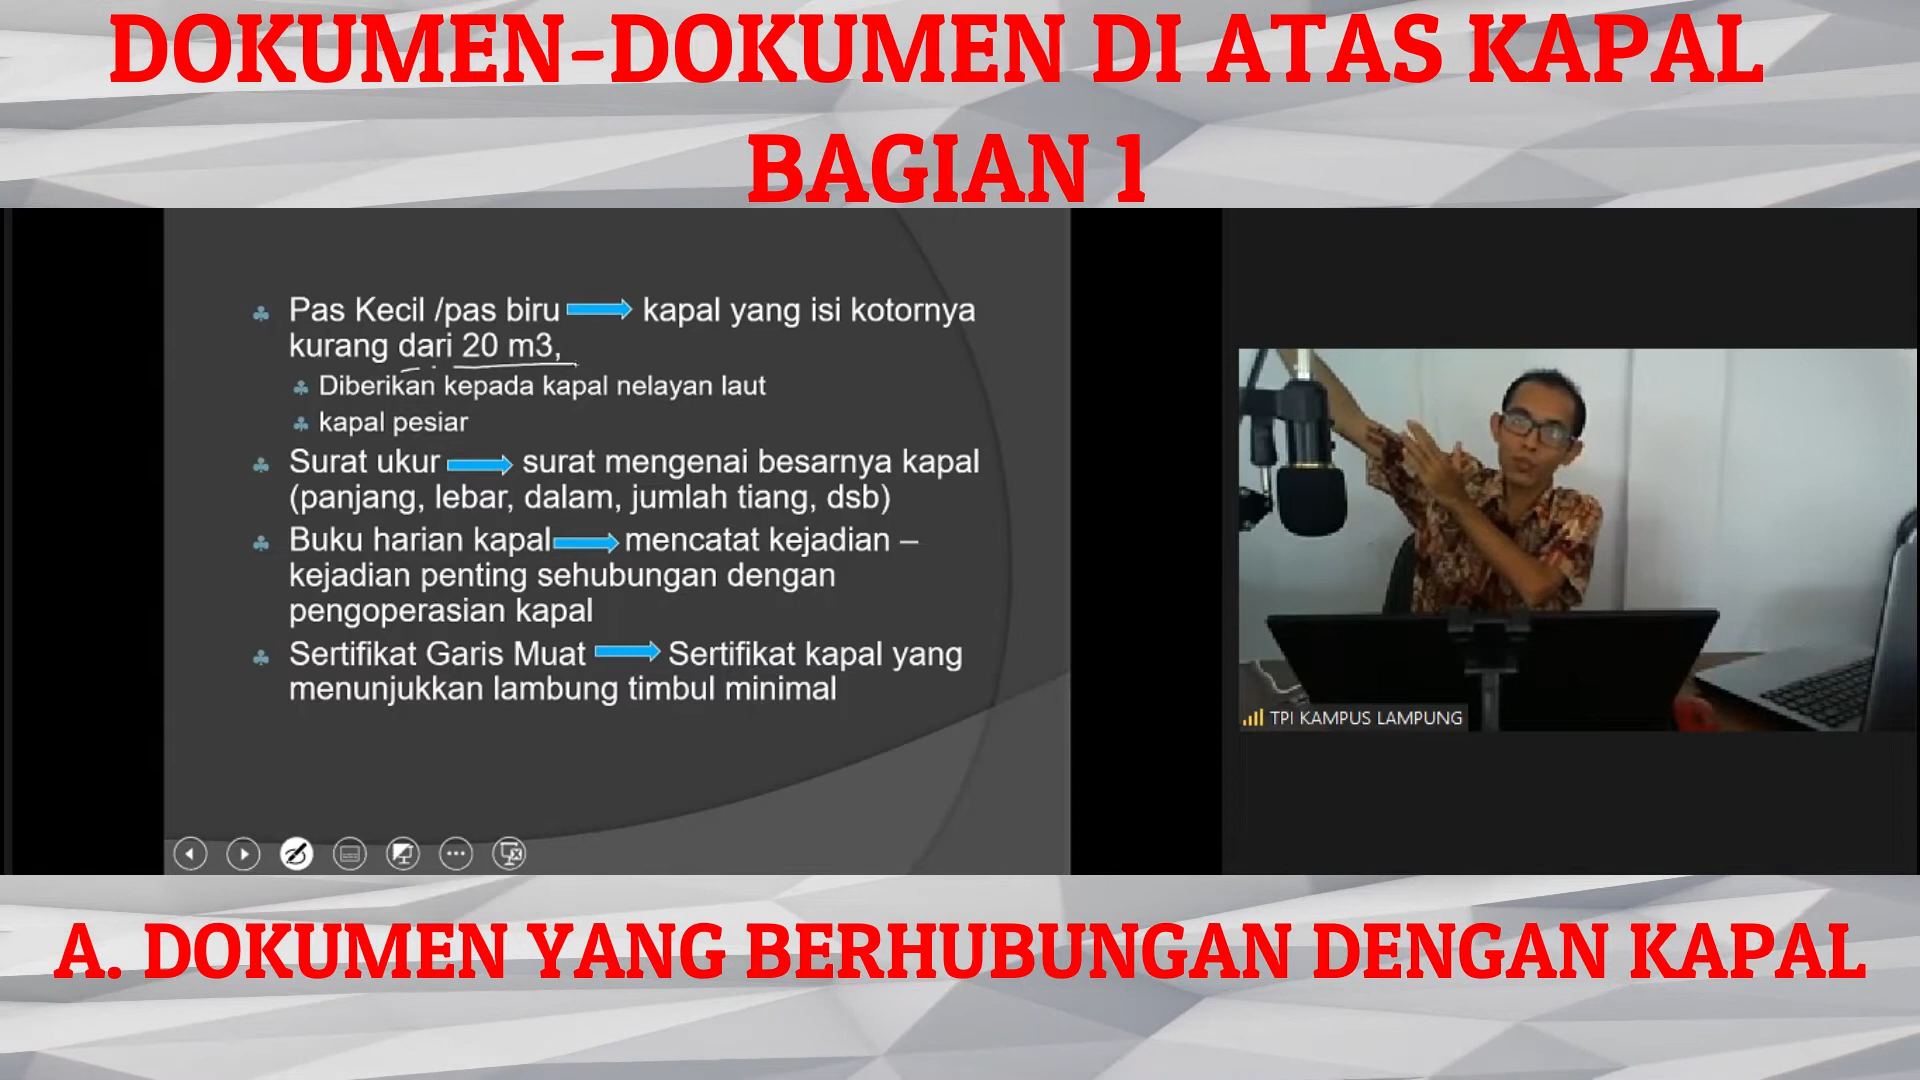 DOKUMEN-DOKUMEN DI ATAS KAPAL
BAGIAN 1
Pas Kecil /pas biru kapal yang isi kotornya
kurang dari 20 m3,
Diberikan kepada kapal nelayan laut
kapal pesiar
Surat ukur surat mengenai besarnya kapal
(panjang, lebar, dalam, jumlah tiang, dsb)
Buku harian kapal mencatat kejadian –
kejadian penting sehubungan dengan
pengoperasian kapal
Sertifikat Garis Muat Sertifikat kapal yang
menunjukkan lambung timbul minimal
TPI KAMPUS LAMPUNG
A. DOKUMEN YANG BERHUBUNGAN DENGAN KAPAL